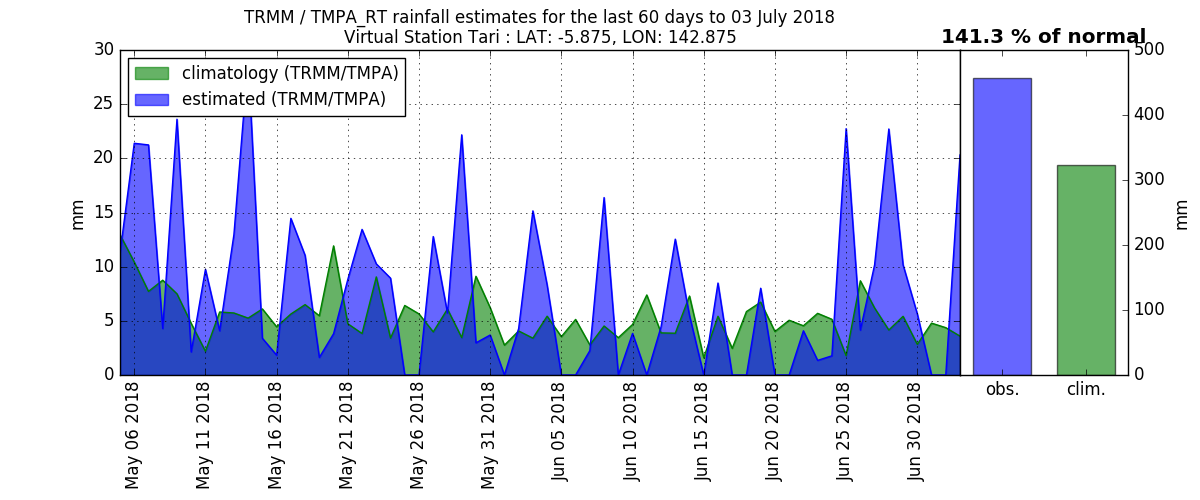 TRMM / TMPA_RT rainfall estimates for the last 60 days to 03 July 2018
Virtual Station Tari : LAT: -5.875, LON: 142.875
141.3 % of normal
climatology (TRMM/TMPA)
estimated (TRMM/TMPA)
30
25
20
15
10
5
0
mm
May 06 2018
May 11 2018
May 16 2018
May 21 2018
May 26 2018
May 31 2018
Jun 05 2018
Jun 10 2018
Jun 15 2018
Jun 20 2018
Jun 25 2018
Jun 30 2018
obs.
clim.
500
400
300
200
100
0
mm